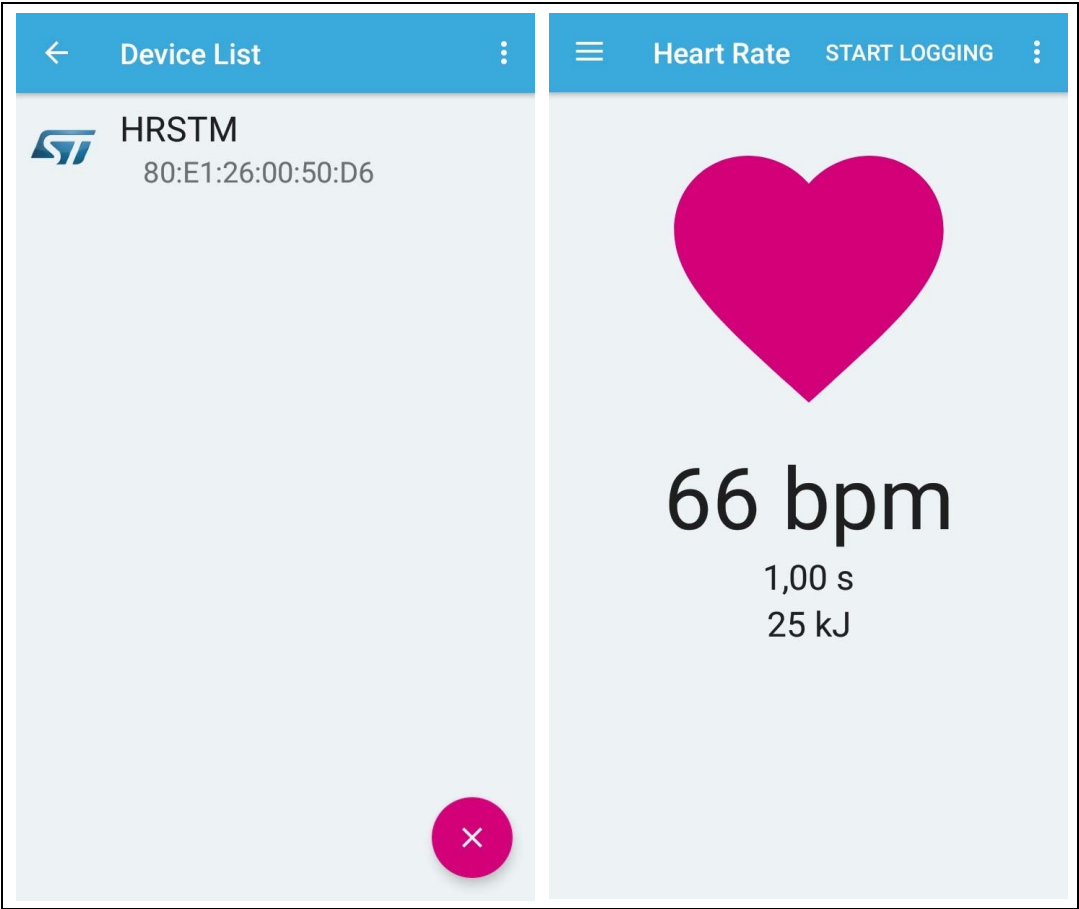 Device List
HRSTM
80:E1:26:00:50:D6
Heart Rate START LOGGING
66 bpm
1,00 s
25 kJ